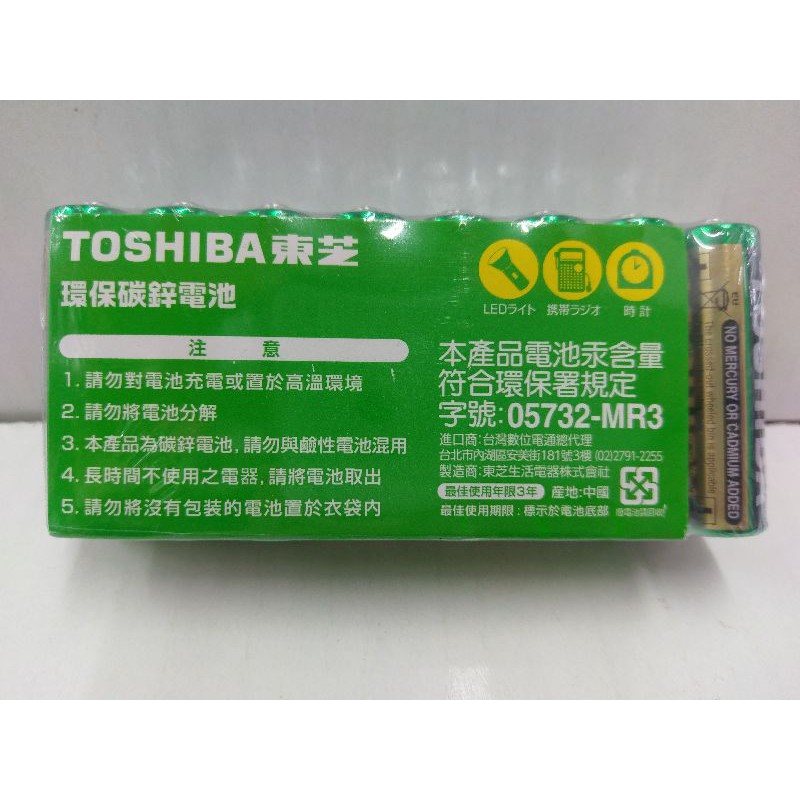 TOSHIBA 東芝
環保碳鋅電池
LEDライト 携帯ラジオ 時計
注 意
1. 請勿對電池充電或置於高溫環境
2. 請勿將電池分解
3. 本產品為碳鋅電池, 請勿與鹼性電池混用
4. 長時間不使用之電器, 請將電池取出
5. 請勿將沒有包裝的電池置於衣袋內
本產品電池汞含量
符合環保署規定
字號: 05732-MR3
進口商: 台灣數位電通總代理
台北市內湖區安美街181號3樓 (02)2791-2255
製造商: 東芝生活電器株式會社
最佳使用年限3年 產地: 中國
最佳使用期限 : 標示於電池底部
廢電池請回收
NO MERCURY OR CADMIUM ADDED